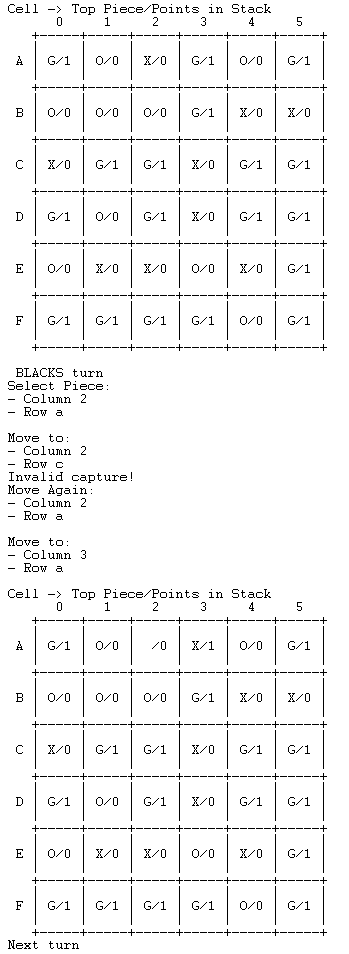 Cell -> Top Piece/Points in Stack
0 1 2 3 4 5
+-----+-----+-----+-----+-----+-----+
A | G/1 | O/0 | X/0 | G/1 | O/0 | G/1 |
+-----+-----+-----+-----+-----+-----+
B | O/0 | O/0 | O/0 | G/1 | X/0 | X/0 |
+-----+-----+-----+-----+-----+-----+
C | X/0 | G/1 | G/1 | X/0 | G/1 | G/1 |
+-----+-----+-----+-----+-----+-----+
D | G/1 | O/0 | G/1 | X/0 | G/1 | G/1 |
+-----+-----+-----+-----+-----+-----+
E | O/0 | X/0 | X/0 | O/0 | X/0 | G/1 |
+-----+-----+-----+-----+-----+-----+
F | G/1 | G/1 | G/1 | G/1 | O/0 | G/1 |
+-----+-----+-----+-----+-----+-----+
BLACKS turn
Select Piece:
- Column 2
- Row a
Move to:
- Column 2
- Row c
Invalid capture!
Move Again:
- Column 2
- Row a
Move to:
- Column 3
- Row a
Cell -> Top Piece/Points in Stack
0 1 2 3 4 5
+-----+-----+-----+-----+-----+-----+
A | G/1 | O/0 | /0 | X/1 | O/0 | G/1 |
+-----+-----+-----+-----+-----+-----+
B | O/0 | O/0 | O/0 | G/1 | X/0 | X/0 |
+-----+-----+-----+-----+-----+-----+
C | X/0 | G/1 | G/1 | X/0 | G/1 | G/1 |
+-----+-----+-----+-----+-----+-----+
D | G/1 | O/0 | G/1 | X/0 | G/1 | G/1 |
+-----+-----+-----+-----+-----+-----+
E | O/0 | X/0 | X/0 | O/0 | X/0 | G/1 |
+-----+-----+-----+-----+-----+-----+
F | G/1 | G/1 | G/1 | G/1 | O/0 | G/1 |
+-----+-----+-----+-----+-----+-----+
Next turn